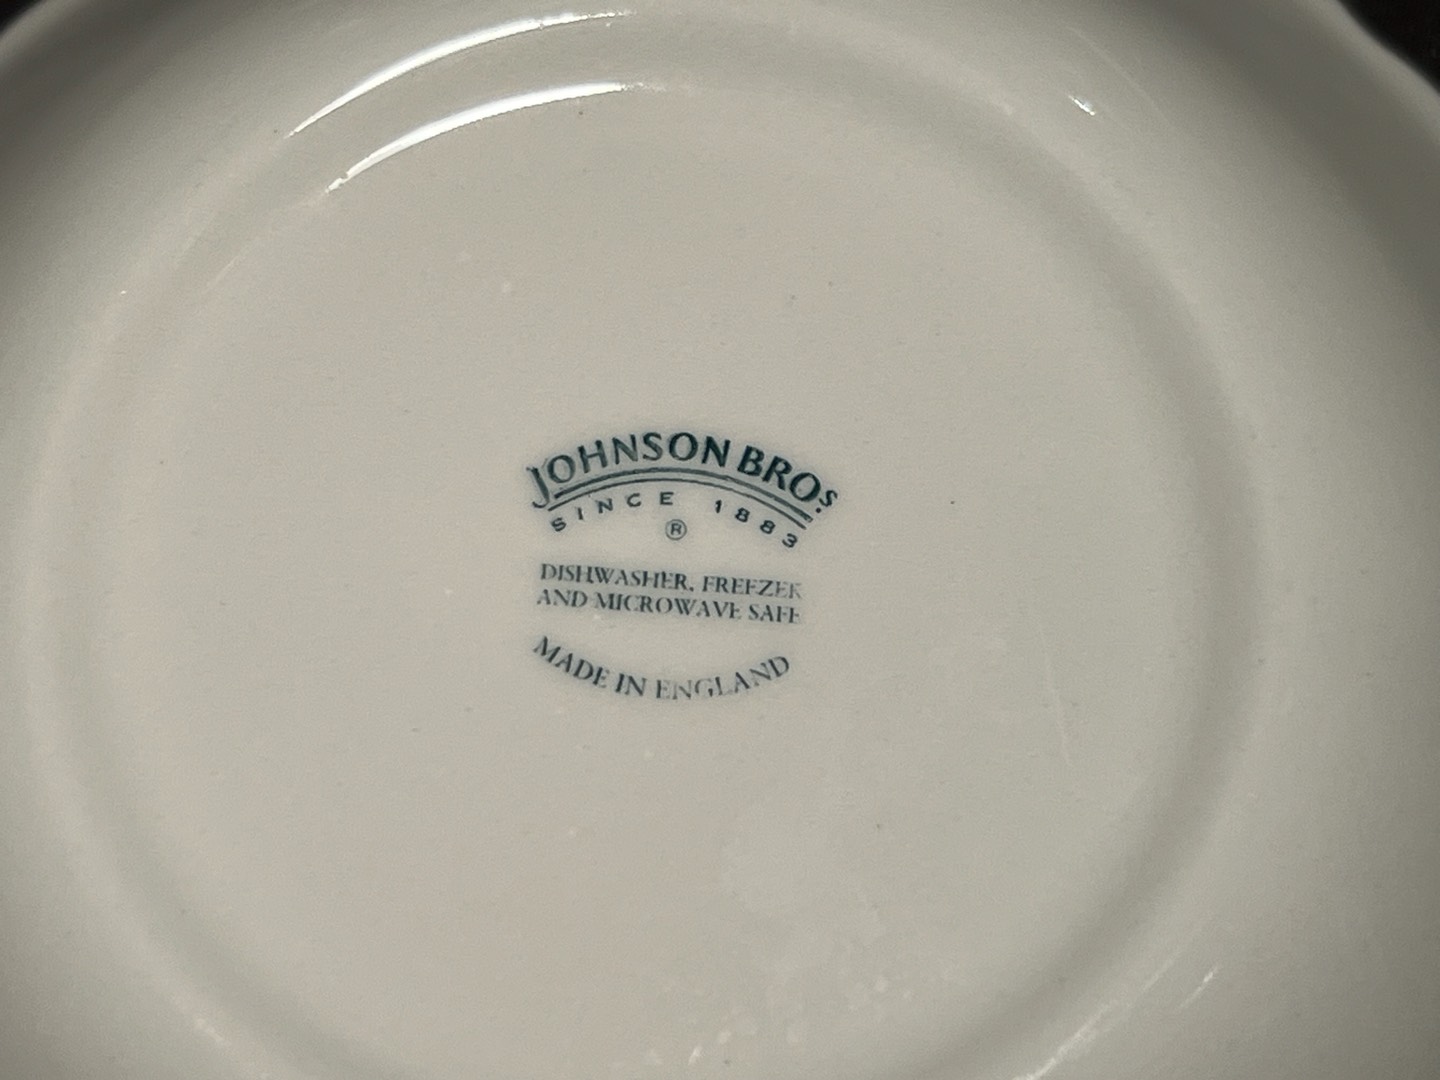 JOHNSON BROS.
SINCE 1883
®
DISHWASHER, FREEZER
AND MICROWAVE SAFE
MADE IN ENGLAND